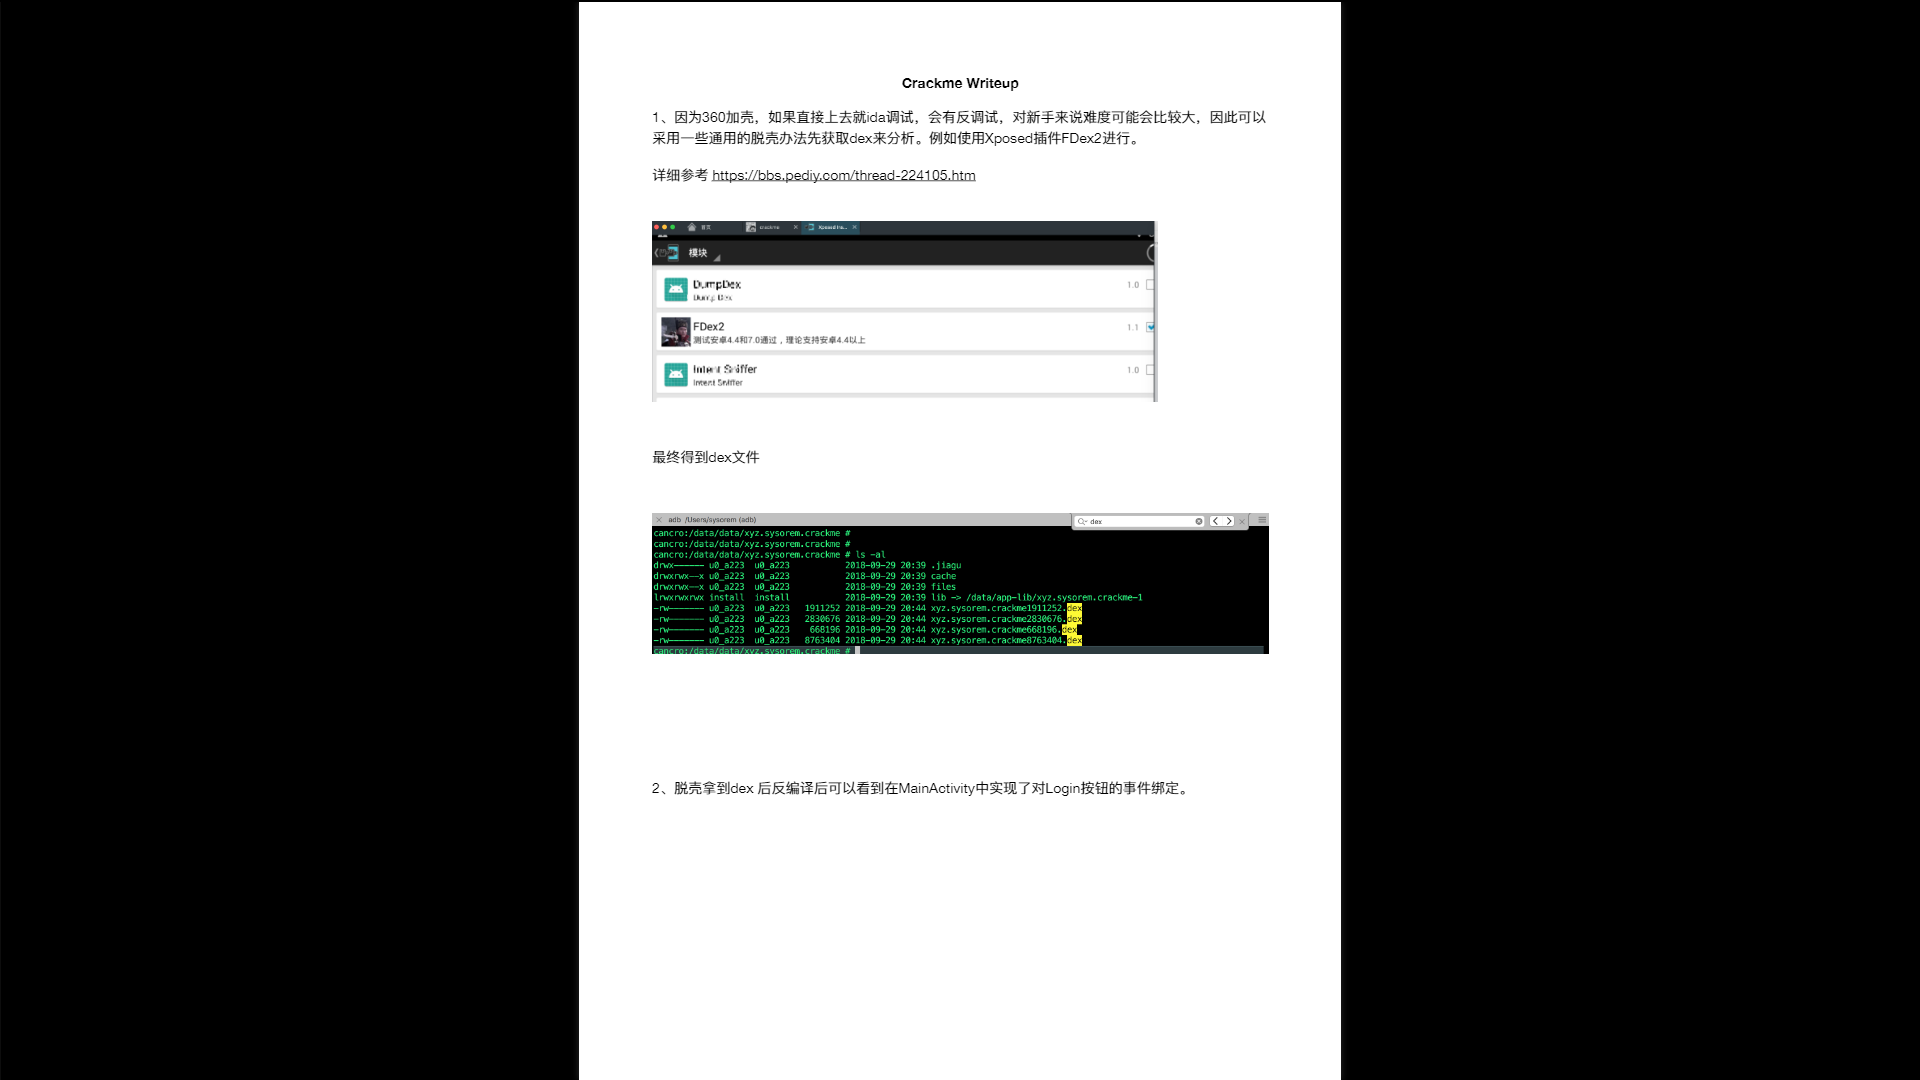 Crackme Writeup
1、因为360加壳，如果直接上去就ida调试，会有反调试，对新手来说难度可能会比较大，因此可以
采用一些通用的脱壳办法先获取dex来分析。例如使用Xposed插件FDex2进行。
详细参考 https://bbs.pediy.com/thread-224105.htm
首页 crackme × Xposed Ins... ×
模块
DumpDex 1.0
Dump Dex
FDex2 1.1
测试安卓4.4和7.0通过，理论支持安卓4.4以上
Intent Sniffer 1.0
Intent Sniffer
最终得到dex文件
adb /Users/sysorem (adb) dex
cancro:/data/data/xyz.sysorem.crackme #
cancro:/data/data/xyz.sysorem.crackme #
cancro:/data/data/xyz.sysorem.crackme # ls -al
drwx------ u0_a223 u0_a223 2018-09-29 20:39 .jiagu
drwxrwx--x u0_a223 u0_a223 2018-09-29 20:39 cache
drwxrwx--x u0_a223 u0_a223 2018-09-29 20:39 files
lrwxrwxrwx install install 2018-09-29 20:39 lib -> /data/app-lib/xyz.sysorem.crackme-1
-rw------- u0_a223 u0_a223 1911252 2018-09-29 20:44 xyz.sysorem.crackme1911252.dex
-rw------- u0_a223 u0_a223 2830676 2018-09-29 20:44 xyz.sysorem.crackme2830676.dex
-rw------- u0_a223 u0_a223 668196 2018-09-29 20:44 xyz.sysorem.crackme668196.dex
-rw------- u0_a223 u0_a223 8763404 2018-09-29 20:44 xyz.sysorem.crackme8763404.dex
cancro:/data/data/xyz.sysorem.crackme #
2、脱壳拿到dex 后反编译后可以看到在MainActivity中实现了对Login按钮的事件绑定。